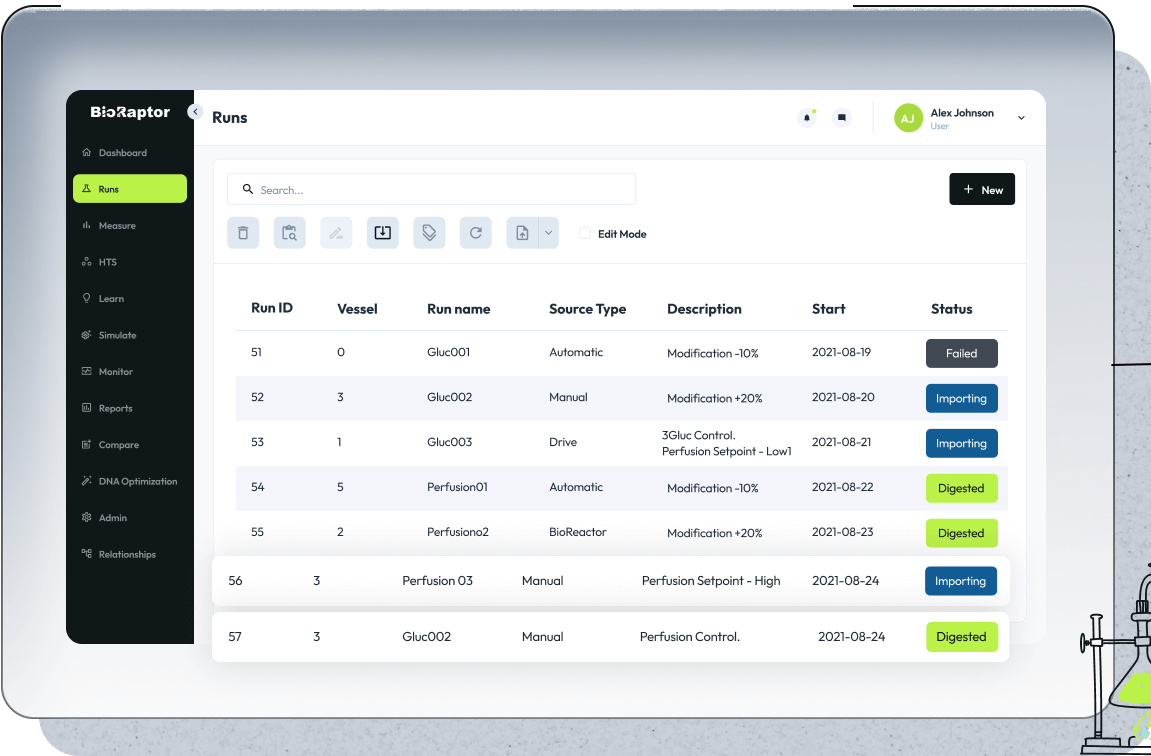 BioRaptor
Runs
Alex Johnson
AJ
User
Dashboard
Runs
Measure
HTS
Learn
Simulate
Monitor
Reports
Compare
DNA Optimization
Admin
Relationships
Search...
+ New
Edit Mode
Run ID Vessel Run name Source Type Description Start Status
51 0 Gluc001 Automatic Modification -10% 2021-08-19 Failed
52 3 Gluc002 Manual Modification +20% 2021-08-20 Importing
53 1 Gluc003 Drive 3Gluc Control. 2021-08-21 Importing
Perfusion Setpoint - Low1
54 5 Perfusion01 Automatic Modification -10% 2021-08-22 Digested
55 2 Perfusiono2 BioReactor Modification +20% 2021-08-23 Digested
56 3 Perfusion 03 Manual Perfusion Setpoint - High 2021-08-24 Importing
57 3 Gluc002 Manual Perfusion Control. 2021-08-24 Digested